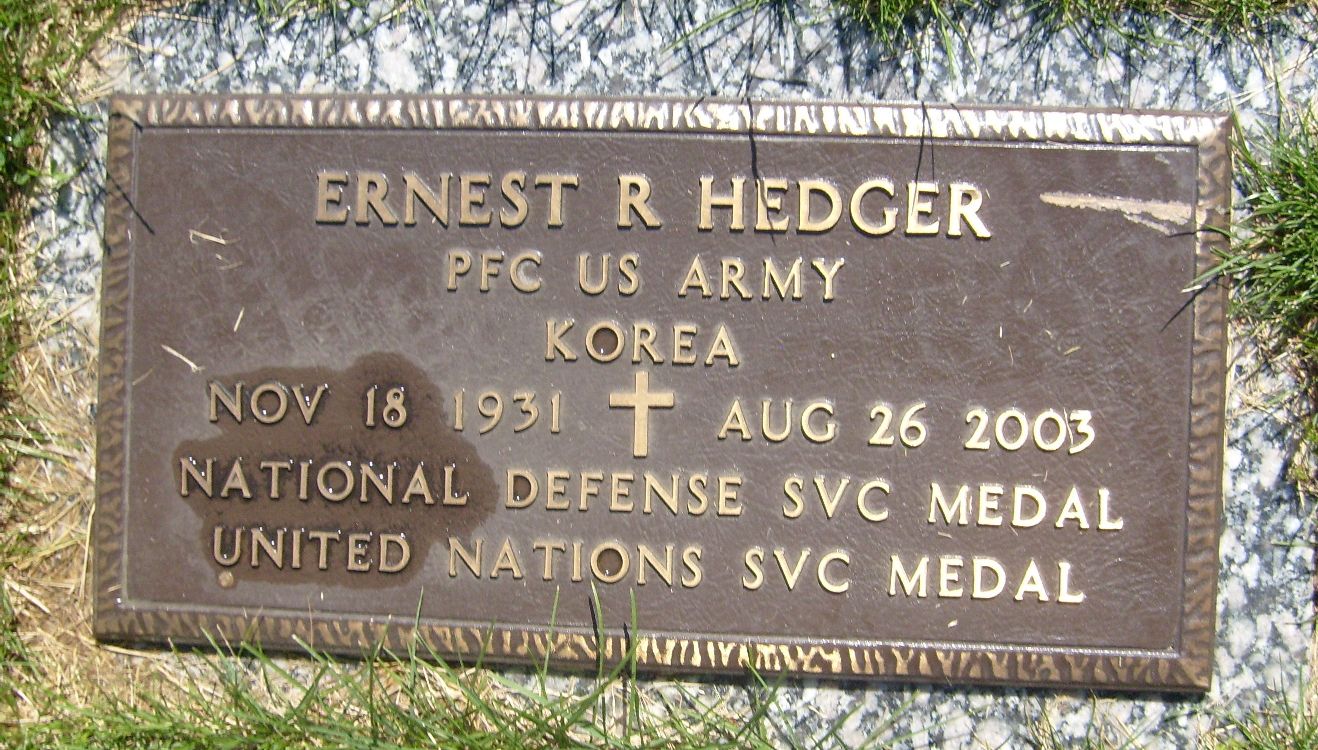 ERNEST R HEDGER
PFC US ARMY
KOREA
NOV 18 1931 AUG 26 2003
NATIONAL DEFENSE SVC MEDAL
UNITED NATIONS SVC MEDAL